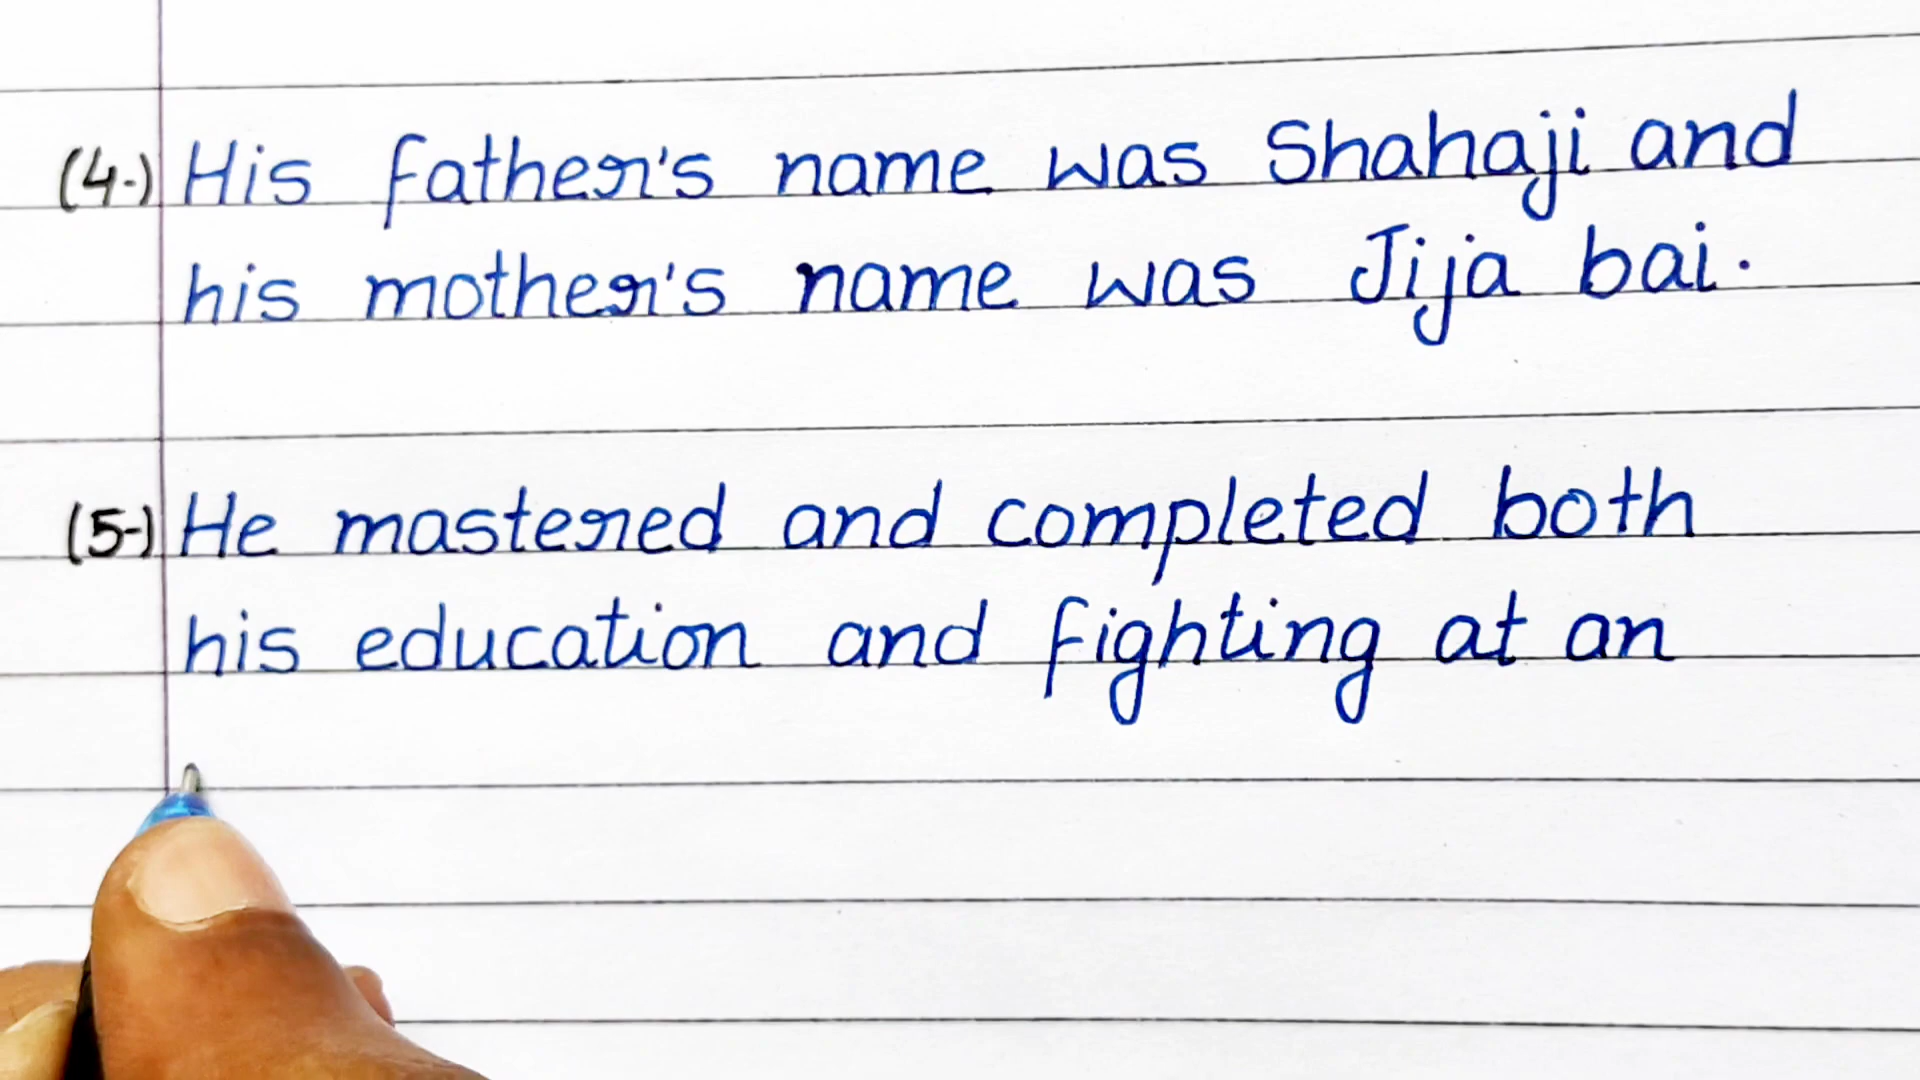 (4.) His father's name was Shahaji and
his mother's name was Jija bai.
(5.) He mastered and completed both
his education and fighting at an